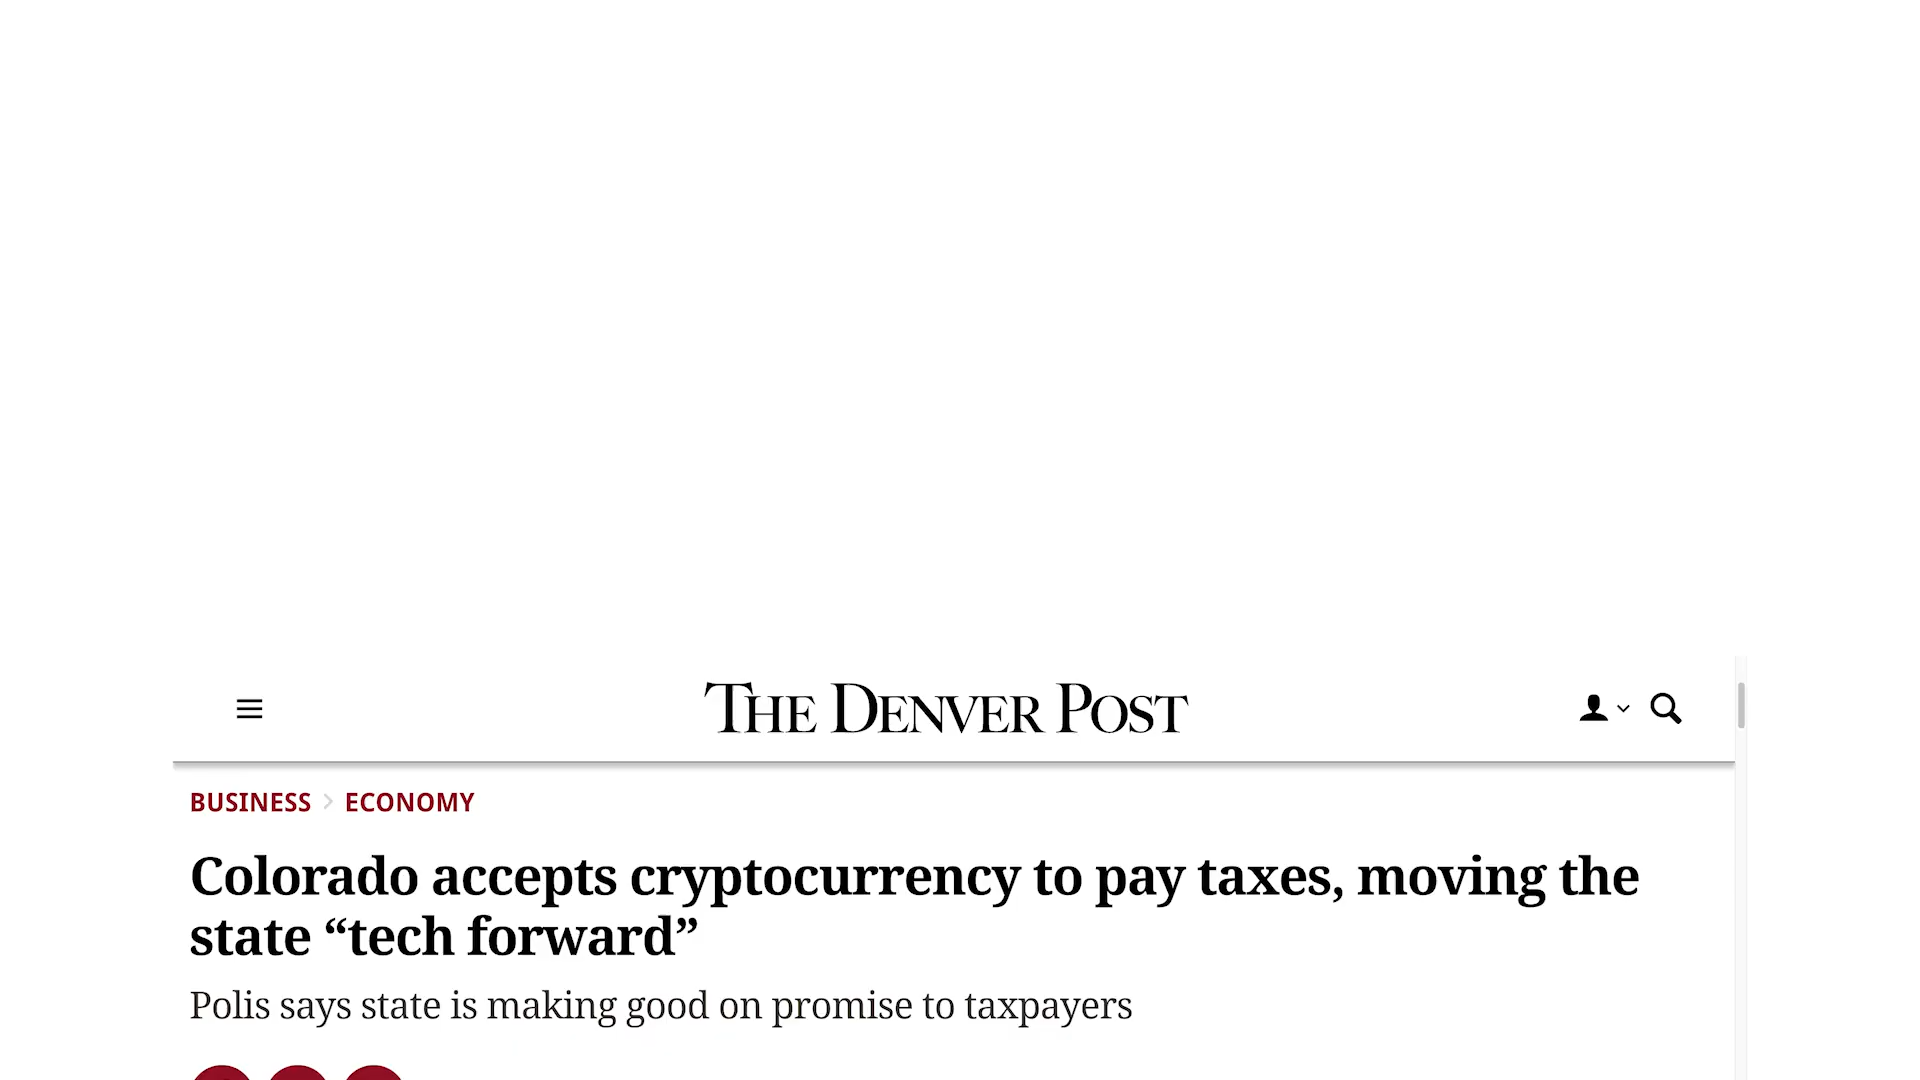 THE DENVER POST
BUSINESS > ECONOMY
Colorado accepts cryptocurrency to pay taxes, moving the
state “tech forward”
Polis says state is making good on promise to taxpayers